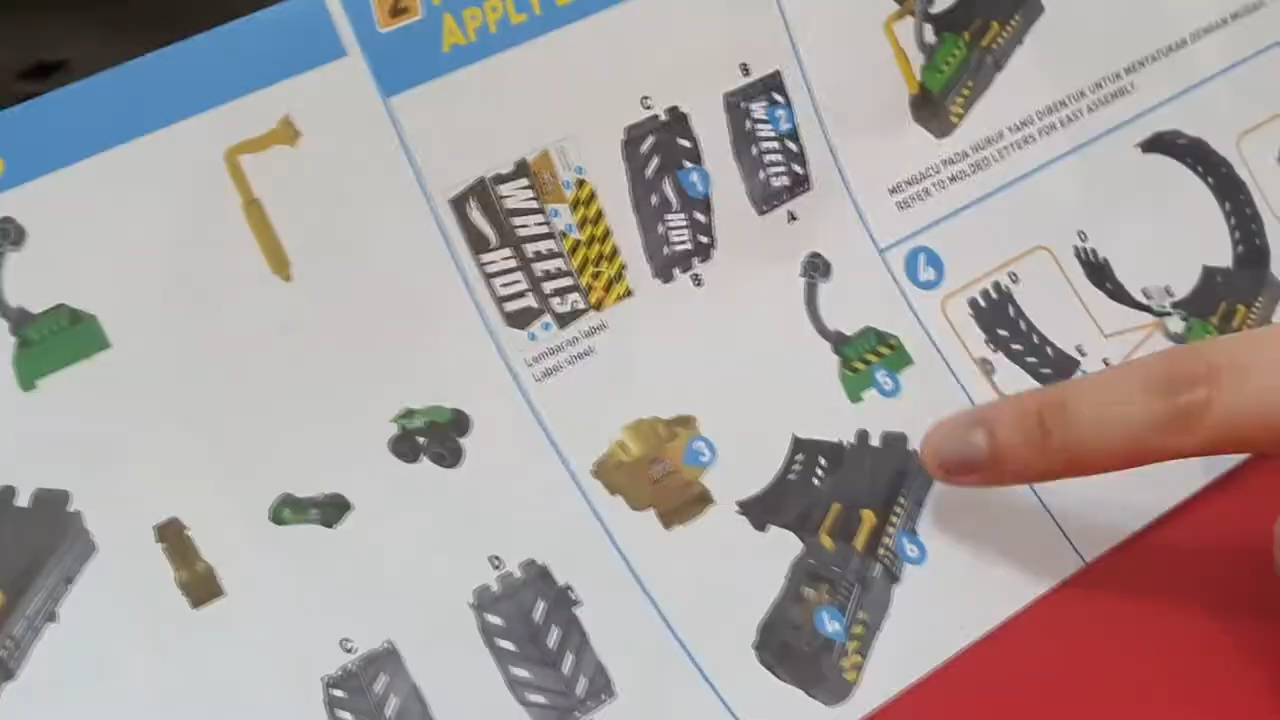 2
APPLY
C
B
WHEELS
2
A
1
HOT
B
WHEELS
HOT
Lembaran label
Label sheet
5
3
6
4
D
C
MENGACU PADA HURUF YANG DIBENTUK UNTUK MENYATUKAN DENGAN MUDAH.
REFER TO MOLDED LETTERS FOR EASY ASSEMBLY.
4
D
D
E
E